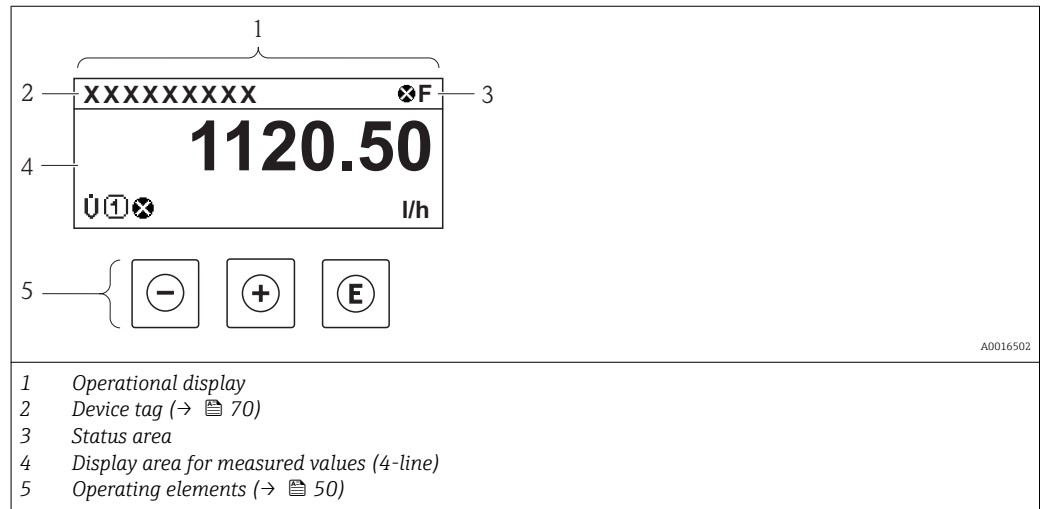 1
2 XXXXXXXXX F 3
4 1120.50
U̇ 1 l/h
5 − + E
A0016502
1 Operational display
2 Device tag (→ 70)
3 Status area
4 Display area for measured values (4-line)
5 Operating elements (→ 50)